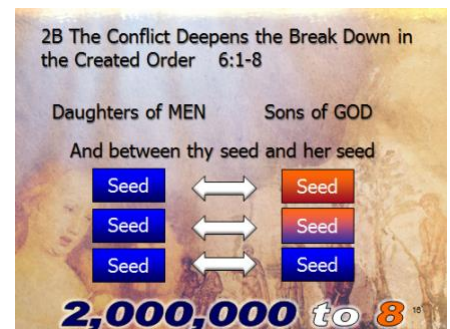 2B The Conflict Deepens the Break Down in
the Created Order 6:1-8
Daughters of MEN Sons of GOD
And between thy seed and her seed
Seed Seed
Seed Seed
Seed Seed
2,000,000 to 8